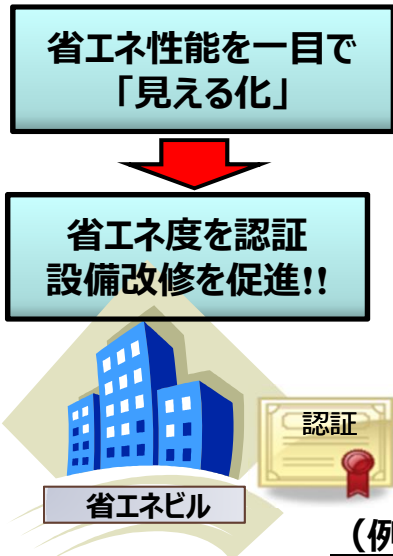 省エネ性能を一目で
「見える化」
省エネ度を認証
設備改修を促進!!
認証
省エネビル
（例